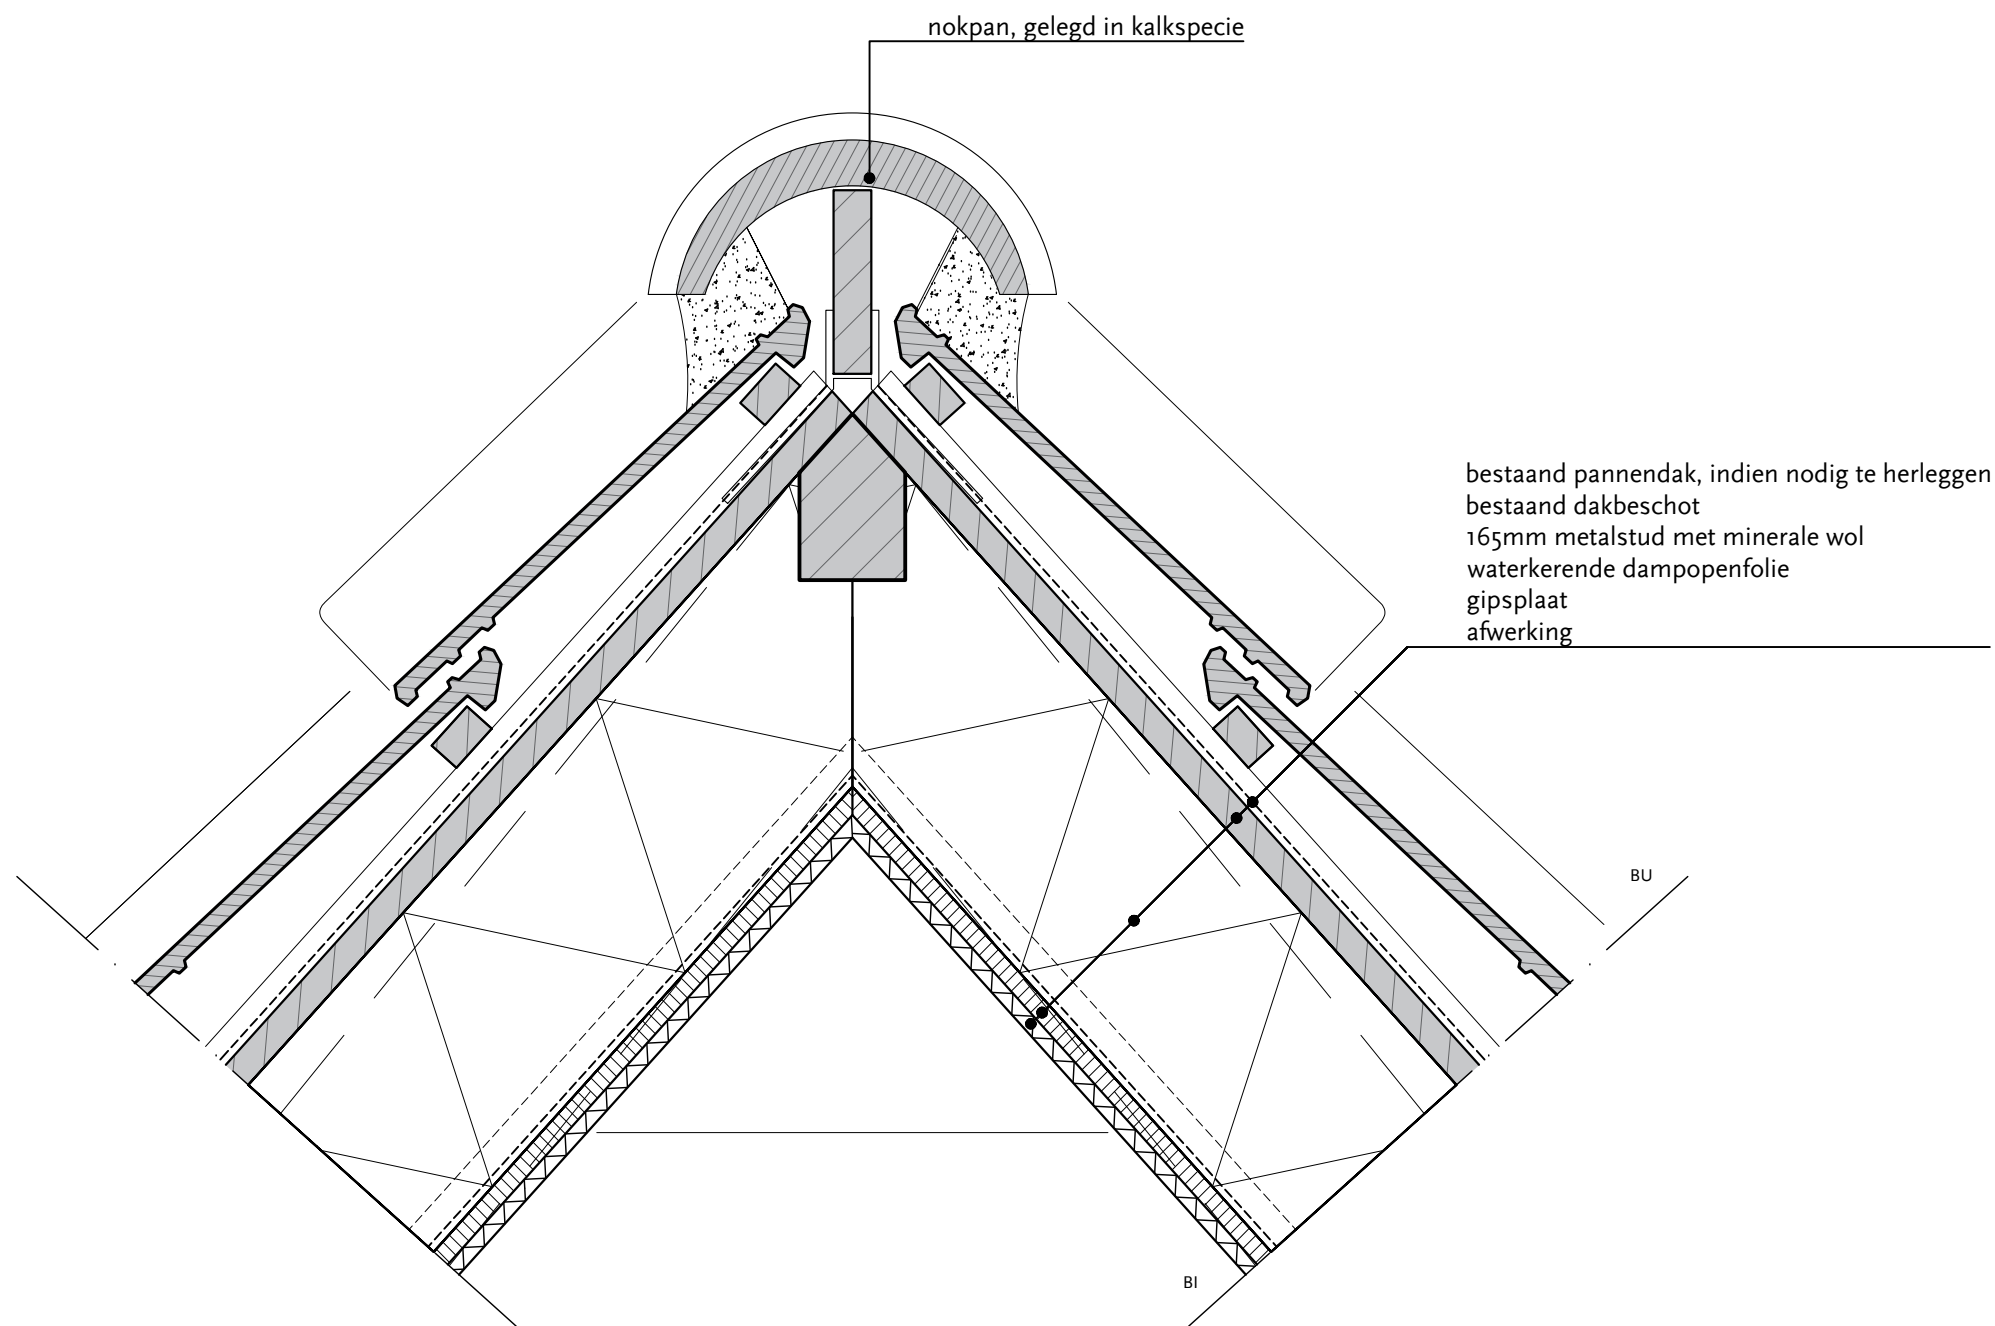 nokpan, gelegd in kalkspecie
bestaand pannendak, indien nodig te herleggen
bestaand dakbeschot
165mm metalstud met minerale wol
waterkerende dampopenfolie
gipsplaat
afwerking
BU
BI